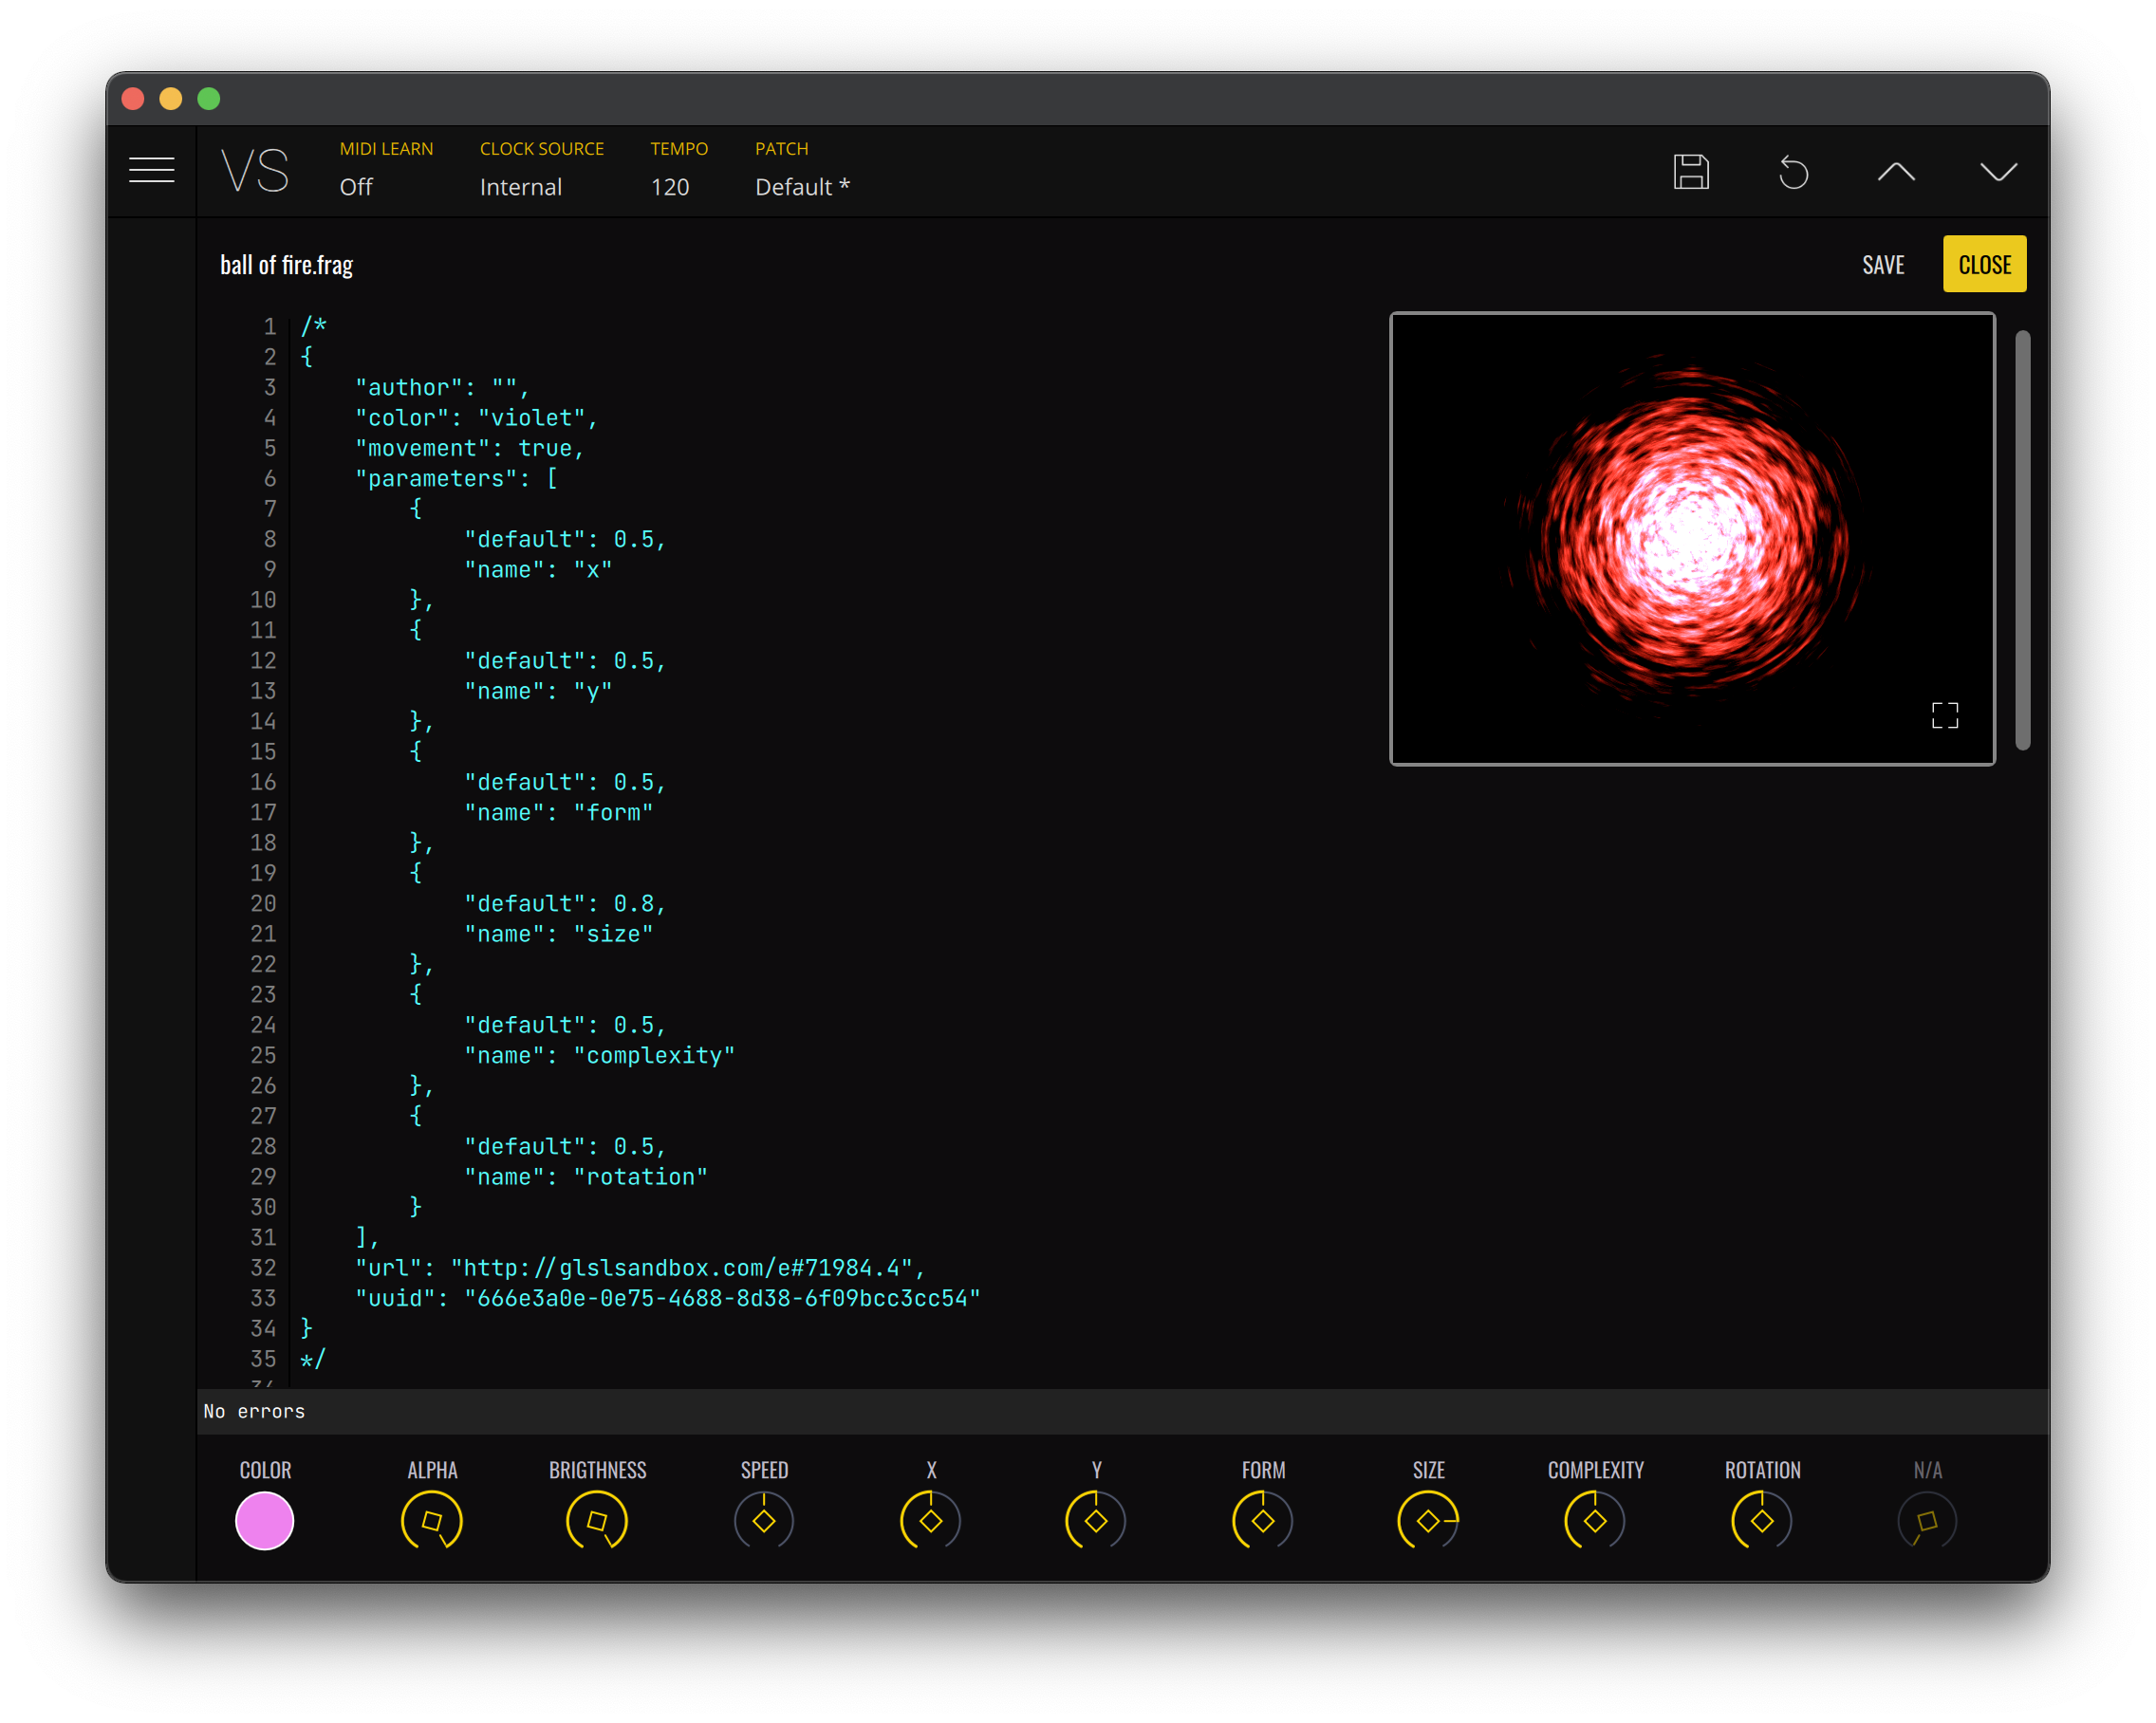 VS
MIDI LEARN CLOCK SOURCE TEMPO PATCH
Off Internal 120 Default *
ball of fire.frag SAVE CLOSE
1 /*
2 {
3 "author": "",
4 "color": "violet",
5 "movement": true,
6 "parameters": [
7 {
8 "default": 0.5,
9 "name": "x"
10 },
11 {
12 "default": 0.5,
13 "name": "y"
14 },
15 {
16 "default": 0.5,
17 "name": "form"
18 },
19 {
20 "default": 0.8,
21 "name": "size"
22 },
23 {
24 "default": 0.5,
25 "name": "complexity"
26 },
27 {
28 "default": 0.5,
29 "name": "rotation"
30 }
31 ],
32 "url": "http://glslsandbox.com/e#71984.4",
33 "uuid": "666e3a0e-0e75-4688-8d38-6f09bcc3cc54"
34 }
35 */
No errors
COLOR ALPHA BRIGTHNESS SPEED X Y FORM SIZE COMPLEXITY ROTATION N/A